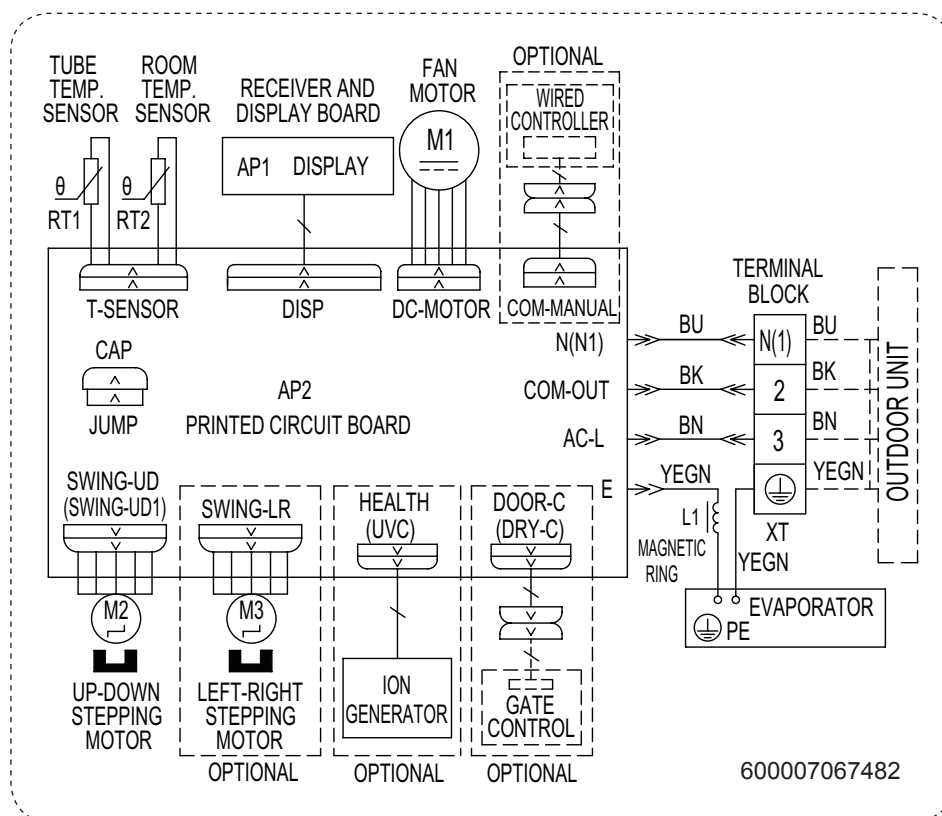 TUBE
TEMP.
SENSOR
ROOM
TEMP.
SENSOR
RECEIVER AND
DISPLAY BOARD
FAN
MOTOR
OPTIONAL
WIRED
CONTROLLER
AP1 DISPLAY
M1
θ
RT1
θ
RT2
T-SENSOR
DISP
DC-MOTOR
COM-MANUAL
TERMINAL
BLOCK
CAP
JUMP
AP2
PRINTED CIRCUIT BOARD
N(N1)
BU
N(1)
BU
COM-OUT
BK
2
BK
AC-L
BN
3
BN
E
YEGN
YEGN
XT
OUTDOOR UNIT
L1
MAGNETIC
RING
YEGN
EVAPORATOR
PE
SWING-UD
(SWING-UD1)
SWING-LR
HEALTH
(UVC)
DOOR-C
(DRY-C)
M2
M3
UP-DOWN
STEPPING
MOTOR
LEFT-RIGHT
STEPPING
MOTOR
OPTIONAL
ION
GENERATOR
OPTIONAL
GATE
CONTROL
OPTIONAL
600007067482